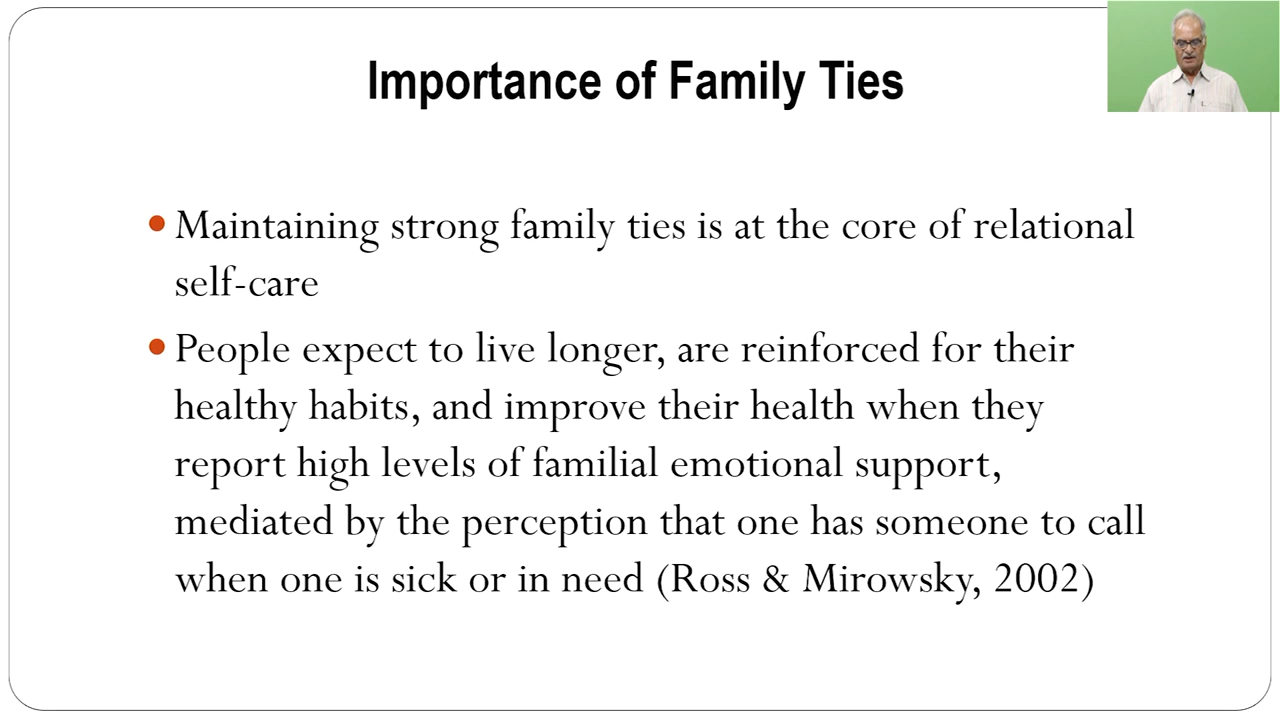 Importance of Family Ties
Maintaining strong family ties is at the core of relational
self-care
People expect to live longer, are reinforced for their
healthy habits, and improve their health when they
report high levels of familial emotional support,
mediated by the perception that one has someone to call
when one is sick or in need (Ross & Mirowsky, 2002)